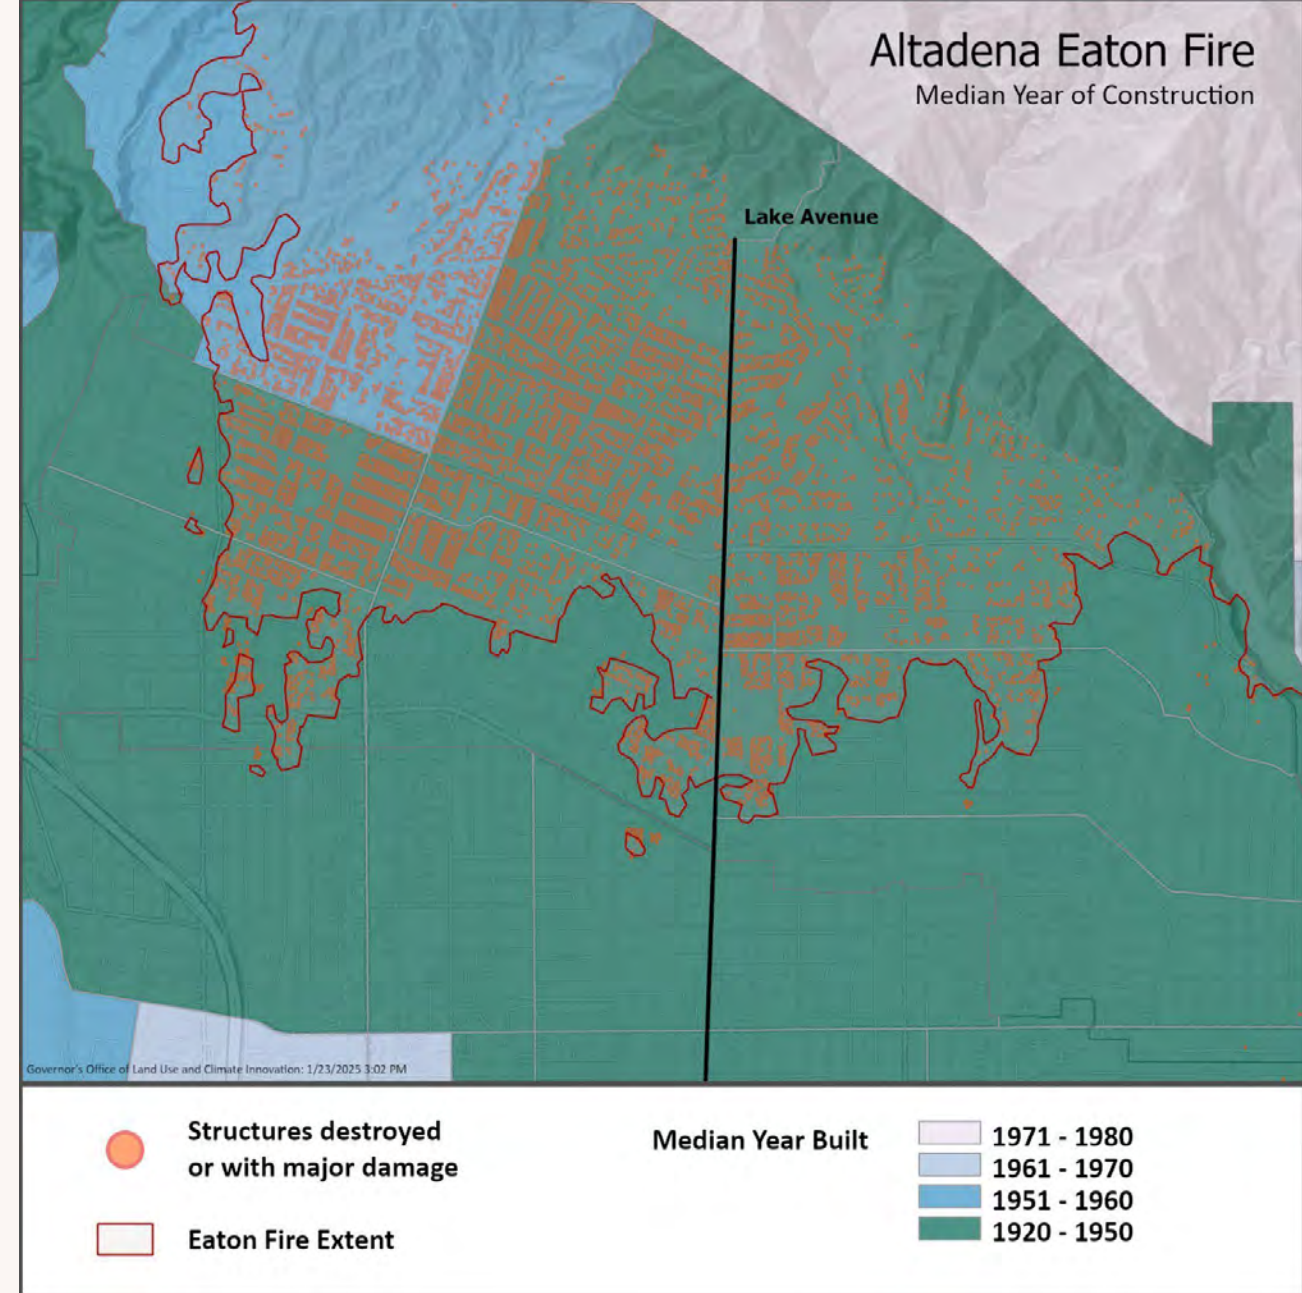 Altadena Eaton Fire
Median Year of Construction
Lake Avenue
Governor's Office of Land Use and Climate Innovation: 1/23/2025 3:02 PM
Structures destroyed
or with major damage
Eaton Fire Extent
Median Year Built
1971 - 1980
1961 - 1970
1951 - 1960
1920 - 1950